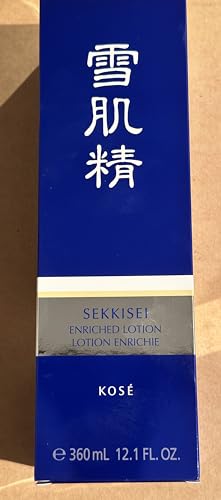 雪肌精
SEKKISEI
ENRICHED LOTION
LOTION ENRICHIE
KOSÉ
℮ 360 mL 12.1 FL. OZ.